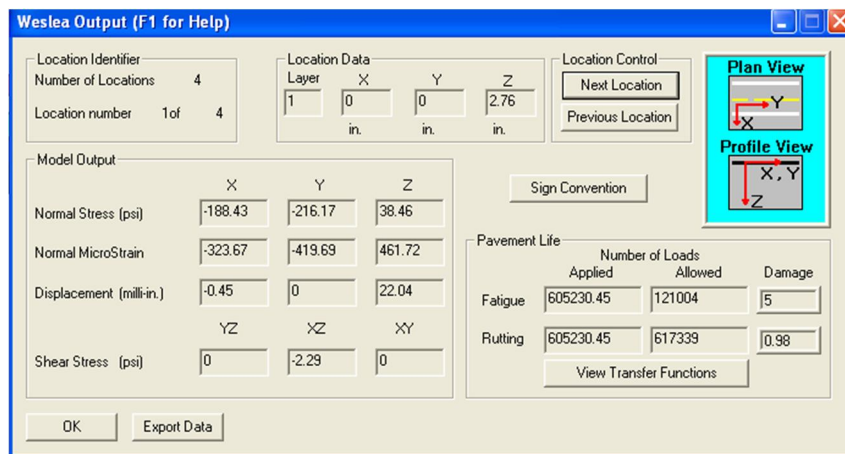 Weslea Output (F1 for Help)
Location Identifier
Number of Locations 4
Location number 1of 4
Location Data
Layer X Y Z
1 0 0 2.76
in. in. in.
Location Control
Next Location
Previous Location
Plan View
Y
X
Profile View
X, Y
Z
Model Output
X Y Z
Normal Stress (psi) -188.43 -216.17 38.46
Normal MicroStrain -323.67 -419.69 461.72
Displacement (milli-in.) -0.45 0 22.04
YZ XZ XY
Shear Stress (psi) 0 -2.29 0
Sign Convention
Pavement Life
Number of Loads
Applied Allowed Damage
Fatigue 605230.45 121004 5
Rutting 605230.45 617339 0.98
View Transfer Functions
OK Export Data